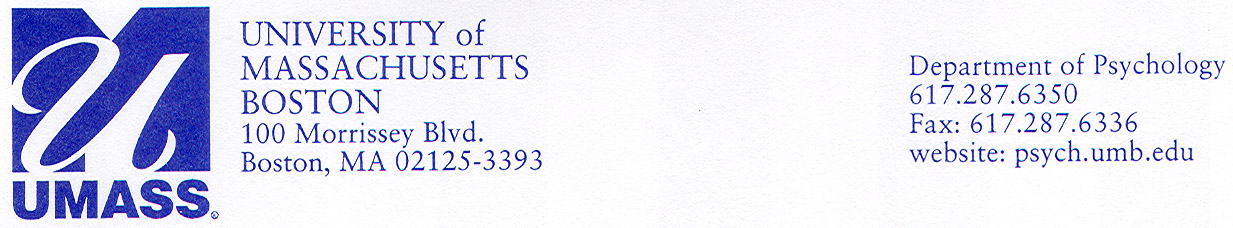 UMASS®
UNIVERSITY of
MASSACHUSETTS
BOSTON
100 Morrissey Blvd.
Boston, MA 02125-3393
Department of Psychology
617.287.6350
Fax: 617.287.6336
website: psych.umb.edu